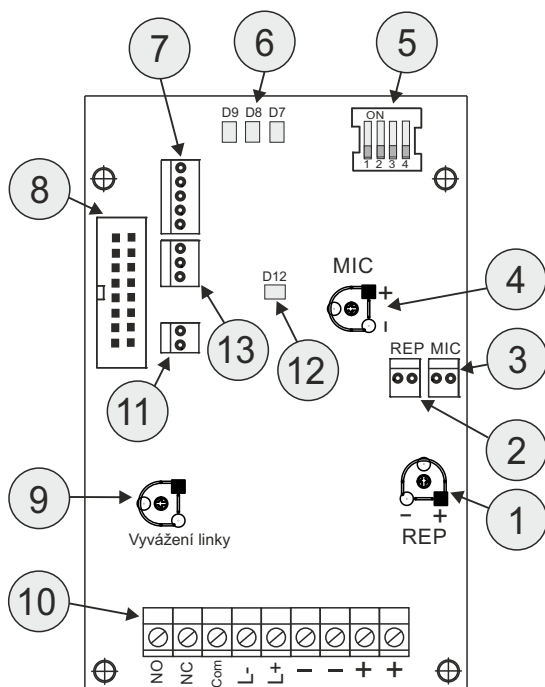 7
6
5
D9 D8 D7
ON
1 2 3 4
8
MIC
+
-
4
D12
13
12
11
REP MIC
3
2
9
Vyvážení linky
- +
REP
1
10
NO NC Com L- L+ - - + +